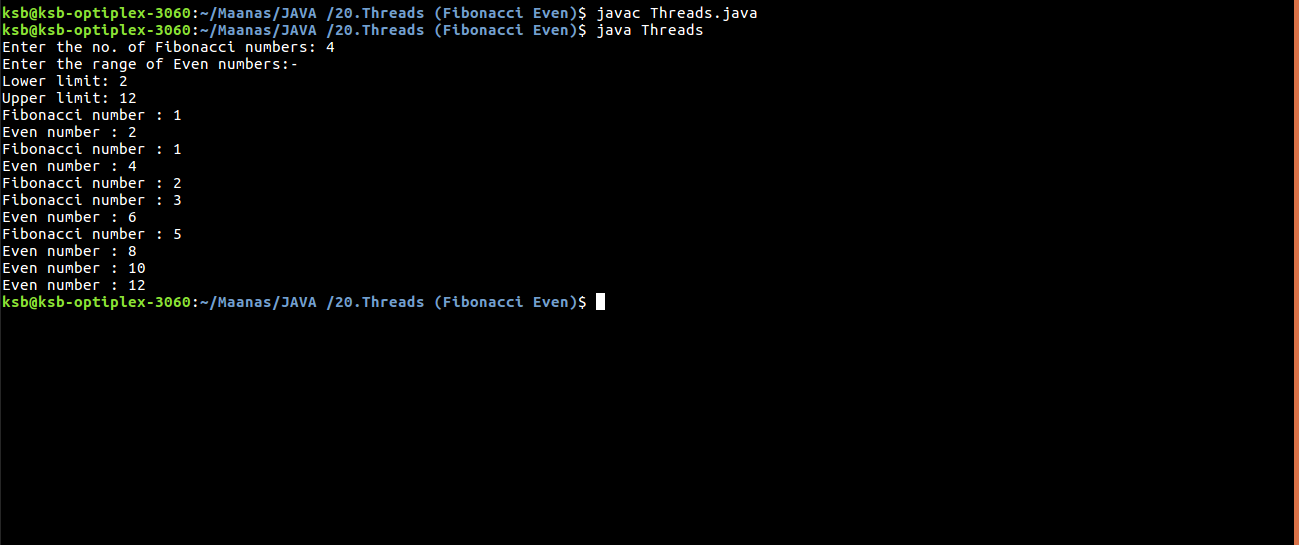 ksb@ksb-optiplex-3060:~/Maanas/JAVA /20.Threads (Fibonacci Even)$ javac Threads.java
ksb@ksb-optiplex-3060:~/Maanas/JAVA /20.Threads (Fibonacci Even)$ java Threads
Enter the no. of Fibonacci numbers: 4
Enter the range of Even numbers:-
Lower limit: 2
Upper limit: 12
Fibonacci number : 1
Even number : 2
Fibonacci number : 1
Even number : 4
Fibonacci number : 2
Fibonacci number : 3
Even number : 6
Fibonacci number : 5
Even number : 8
Even number : 10
Even number : 12
ksb@ksb-optiplex-3060:~/Maanas/JAVA /20.Threads (Fibonacci Even)$